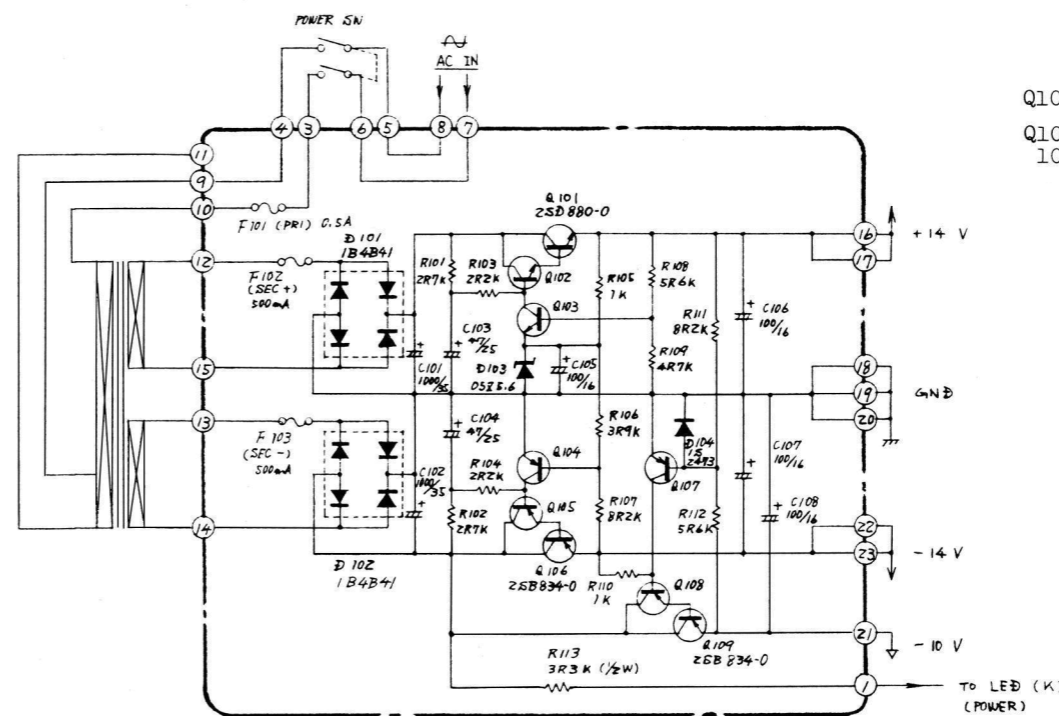 POWER SW
AC IN
Q10
Q10
10
4
3
6
5
8
7
11
9
10
F101 (PRI) 0.5A
12
F102
(SEC+)
500mA
D101
1B4B41
15
13
F103
(SEC-)
500mA
D102
1B4B41
14
Q101
2SD880-O
R101
2R7K
R103
2R2K
Q102
Q103
C103
47/25
C101
1000/35
D103
05Z5.6
C105
100/16
R105
1K
R108
5R6K
R109
4R7K
R111
8R2K
C106
100/16
C104
47/25
C102
1000/35
R104
2R2K
R102
2R7K
Q104
Q105
Q106
2SB834-O
R106
3R9K
R107
8R2K
R110
1K
D104
1S
2473
Q107
R112
5R6K
C107
100/16
C108
100/16
Q108
Q109
2SB834-O
R113
3R3K (1/2W)
16
17
+14 V
18
19
20
GND
22
23
-14 V
21
-10 V
1
TO LED (K
(POWER)